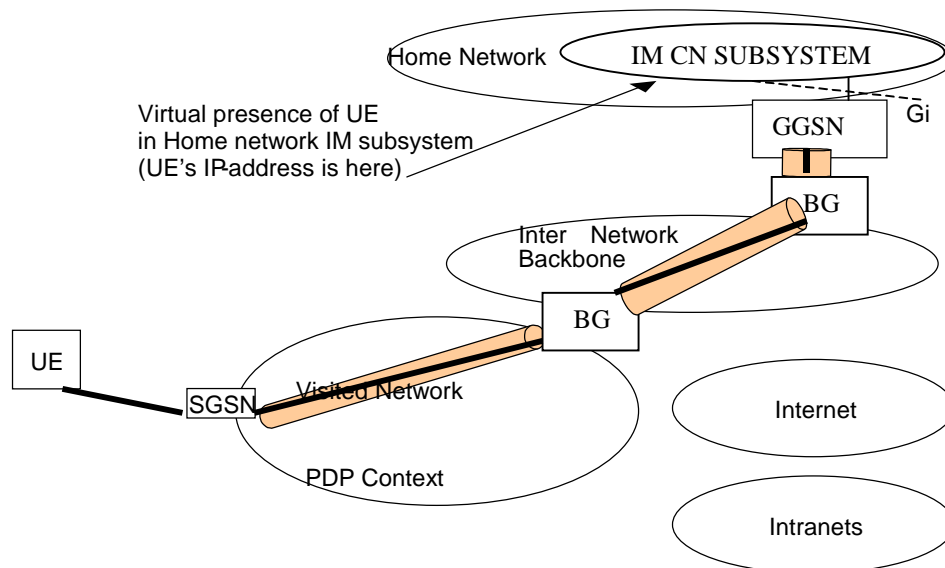 Home Network
IM CN SUBSYSTEM
Virtual presence of UE
in Home network IM subsystem
(UE's IP-address is here)
Gi
GGSN
BG
Inter Network
Backbone
BG
UE
SGSN
Visited Network
PDP Context
Internet
Intranets